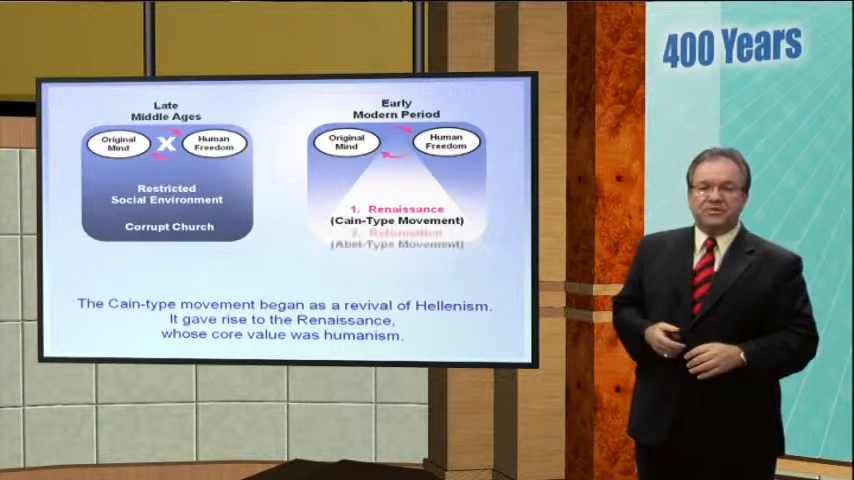 400 Years
Late
Middle Ages
Original
Mind
X
Human
Freedom
Restricted
Social Environment
Corrupt Church
Early
Modern Period
Original
Mind
Human
Freedom
1. Renaissance
(Cain-Type Movement)
2. Reformation
(Abel-Type Movement)
The Cain-type movement began as a revival of Hellenism.
It gave rise to the Renaissance,
whose core value was humanism.